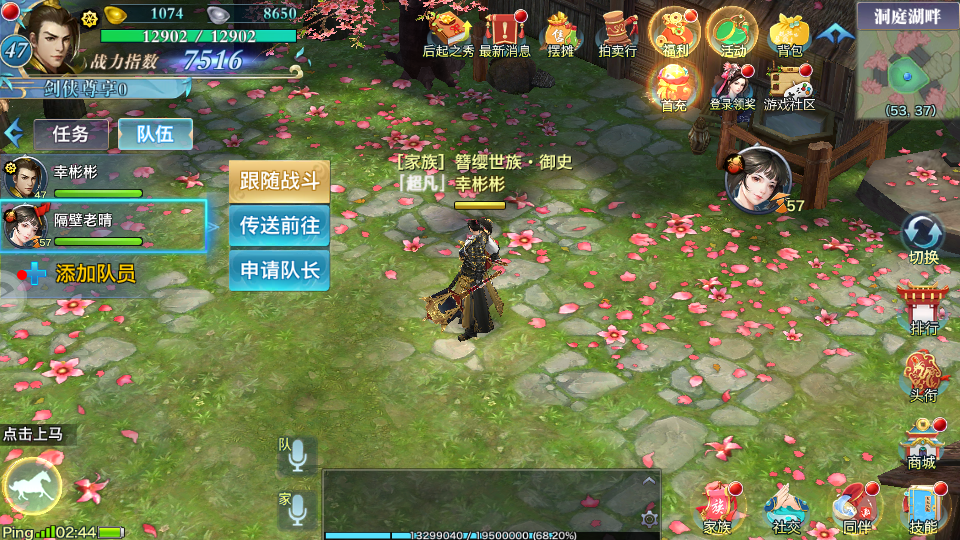 1074
8650
12902 / 12902
47
战力指数 7516
剑侠尊享0
后起之秀
最新消息
售
摆摊
拍卖行
福利
活动
背包
首充
登录领奖
游戏社区
洞庭湖畔
(53, 37)
任务
队伍
幸彬彬
47
隔壁老晴
57
添加队员
跟随战斗
传送前往
申请队长
[家族] 簪缨世族·御史
「超凡」幸彬彬
57
切换
排行
头衔
商城
点击上马
队
家
Ping
02:44
13299040 / 19500000 (68.20%)
族
家族
社交
同伴
技能